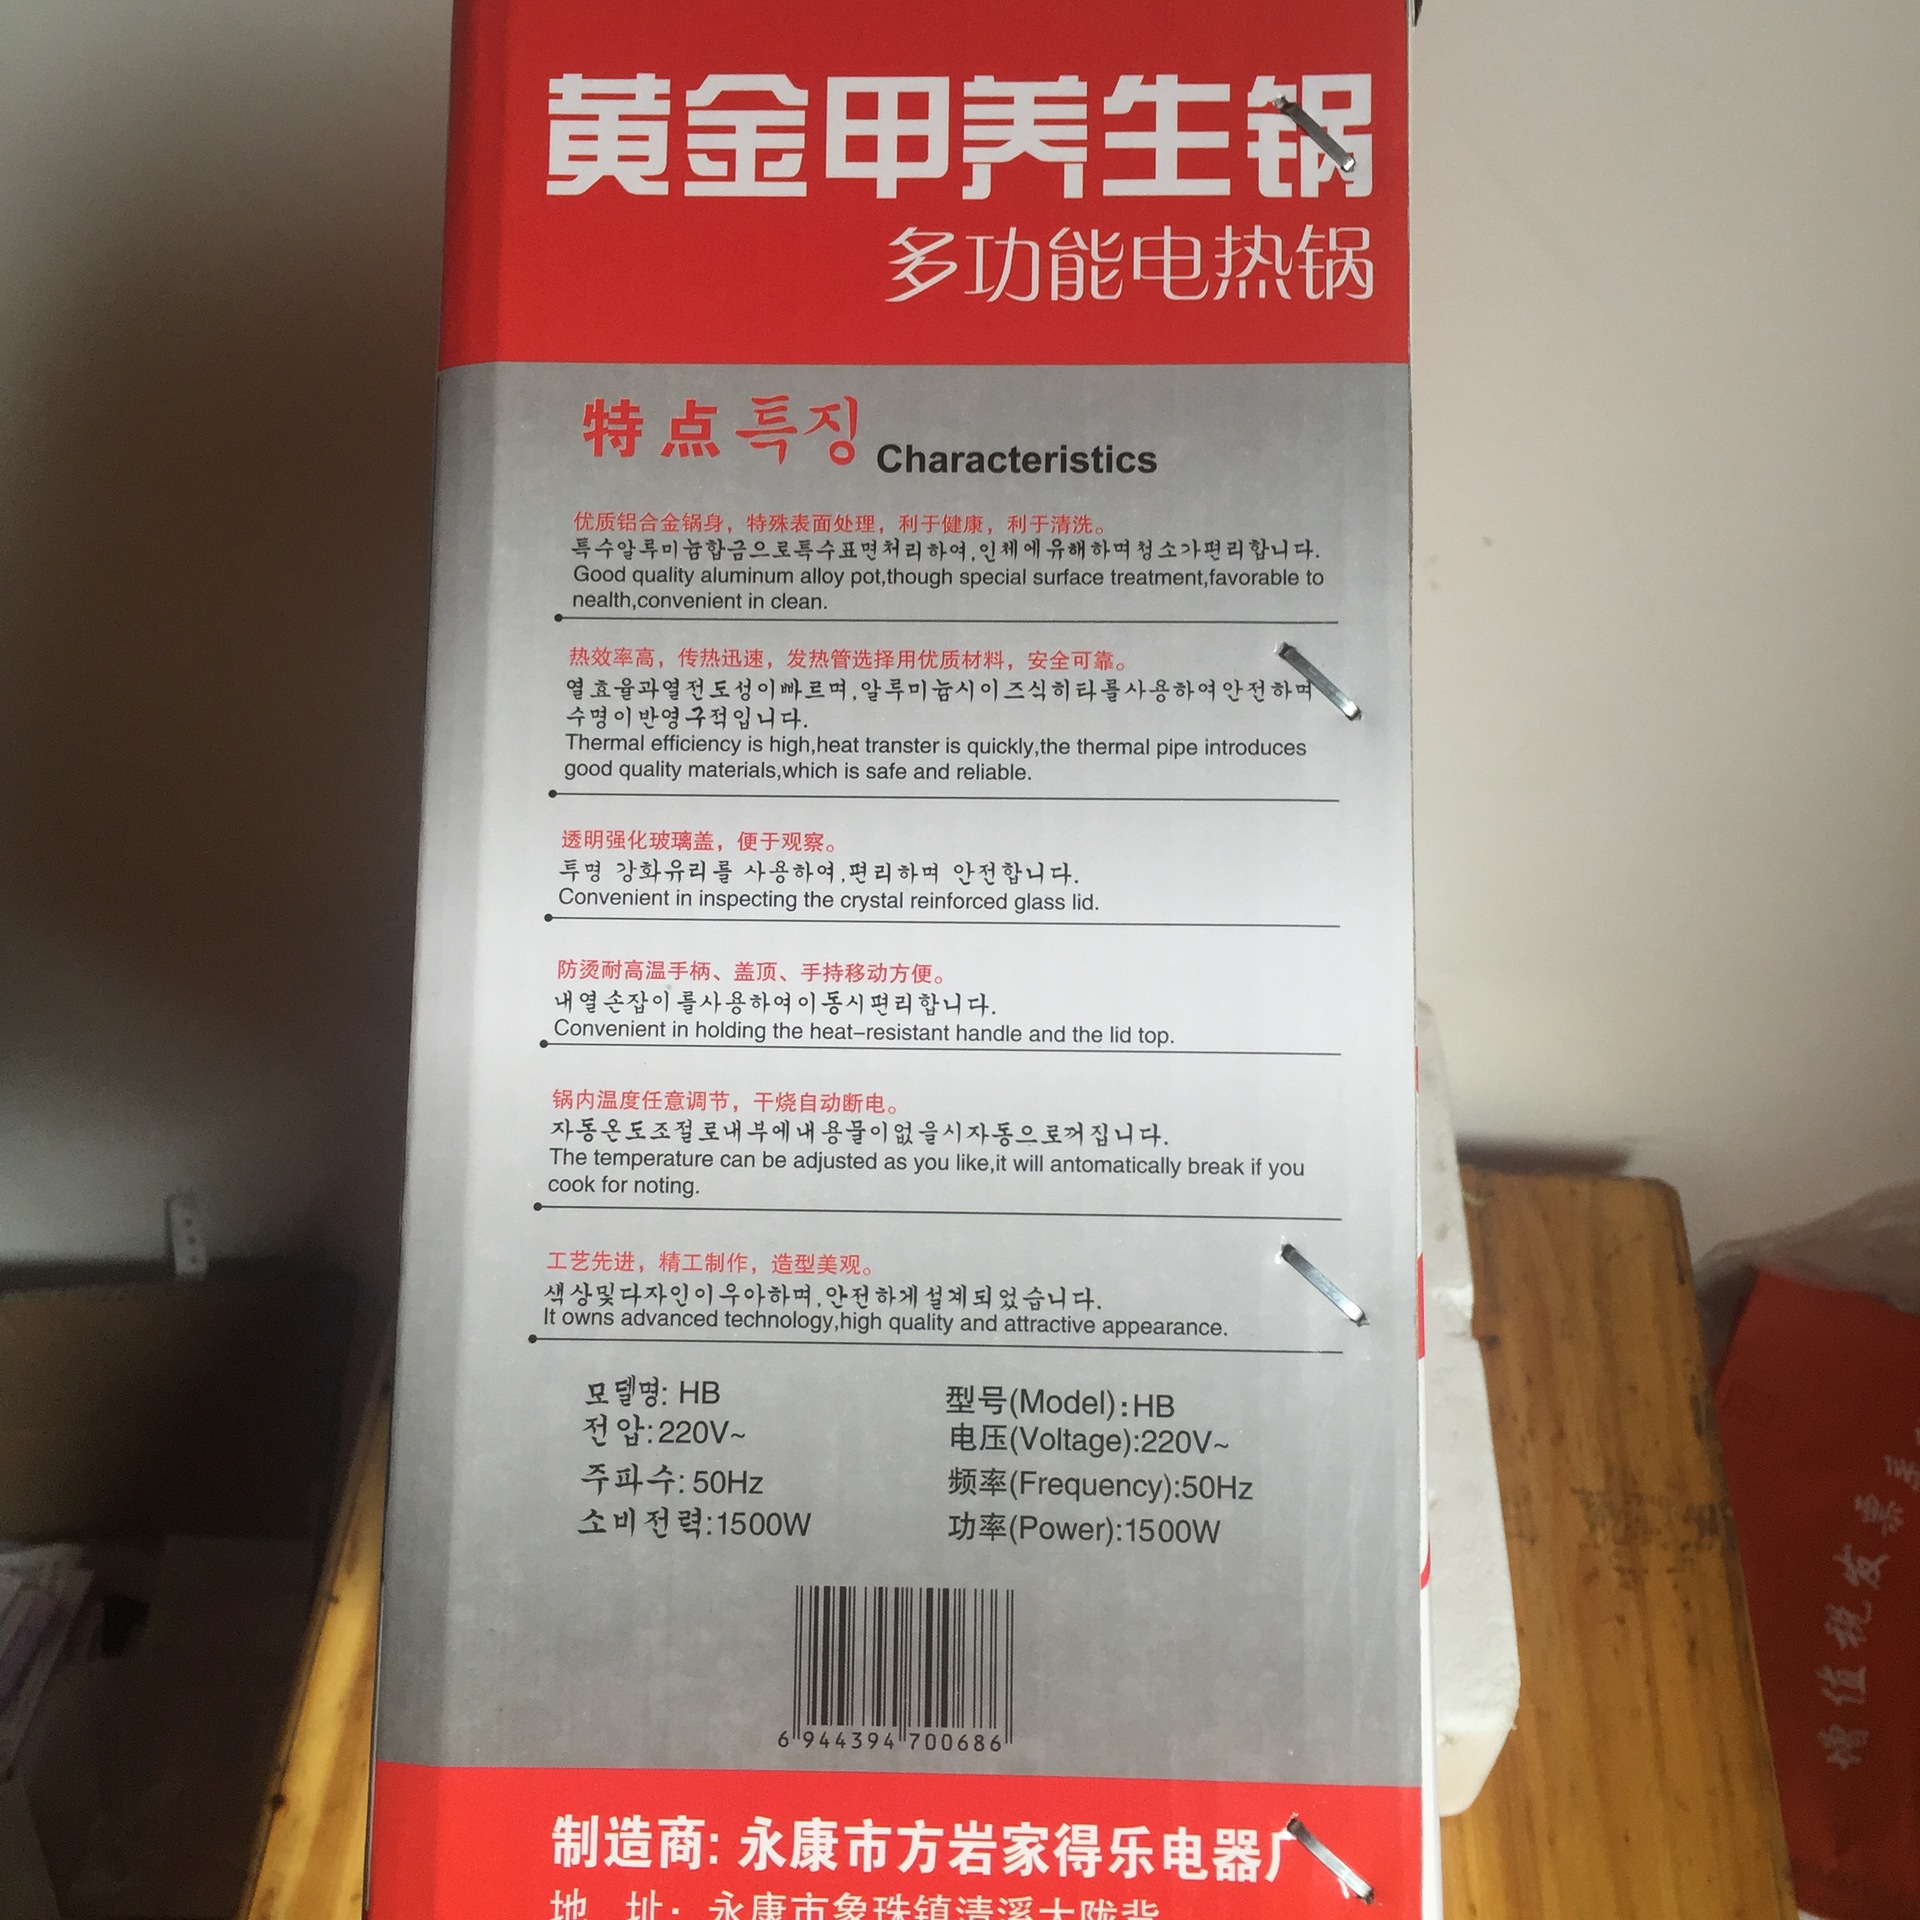 黄金甲养生锅
多功能电热锅
特点 특징 Characteristics
优质铝合金锅身，特殊表面处理，利于健康，利于清洗。
특수알루미늄합금으로특수표면처리하여,인체에유해하며청소가편리합니다.
Good quality aluminum alloy pot,though special surface treatment,favorable to
nealth,convenient in clean.
热效率高，传热迅速，发热管选择用优质材料，安全可靠。
열효율과열전도성이빠르며,알루미늄시이즈식히타를사용하여안전하며
수명이반영구적입니다.
Thermal efficiency is high,heat transter is quickly,the thermal pipe introduces
good quality materials,which is safe and reliable.
透明强化玻璃盖，便于观察。
투명 강화유리를 사용하여,편리하며 안전합니다.
Convenient in inspecting the crystal reinforced glass lid.
防烫耐高温手柄、盖顶、手持移动方便。
내열손잡이를사용하여이동시편리합니다.
Convenient in holding the heat-resistant handle and the lid top.
锅内温度任意调节，干烧自动断电。
자동온도조절로내부에내용물이없을시자동으로꺼집니다.
The temperature can be adjusted as you like,it will antomatically break if you
cook for noting.
工艺先进，精工制作，造型美观。
색상및다자인이우아하며,안전하게설계되었습니다.
It owns advanced technology,high quality and attractive appearance.
모델명: HB
전압:220V~
주파수: 50Hz
소비전력:1500W
型号(Model):HB
电压(Voltage):220V~
频率(Frequency):50Hz
功率(Power):1500W
6 944394 700686
制造商: 永康市方岩家得乐电器厂
地 址: 永康市象珠镇清溪大陇背
增值税发票